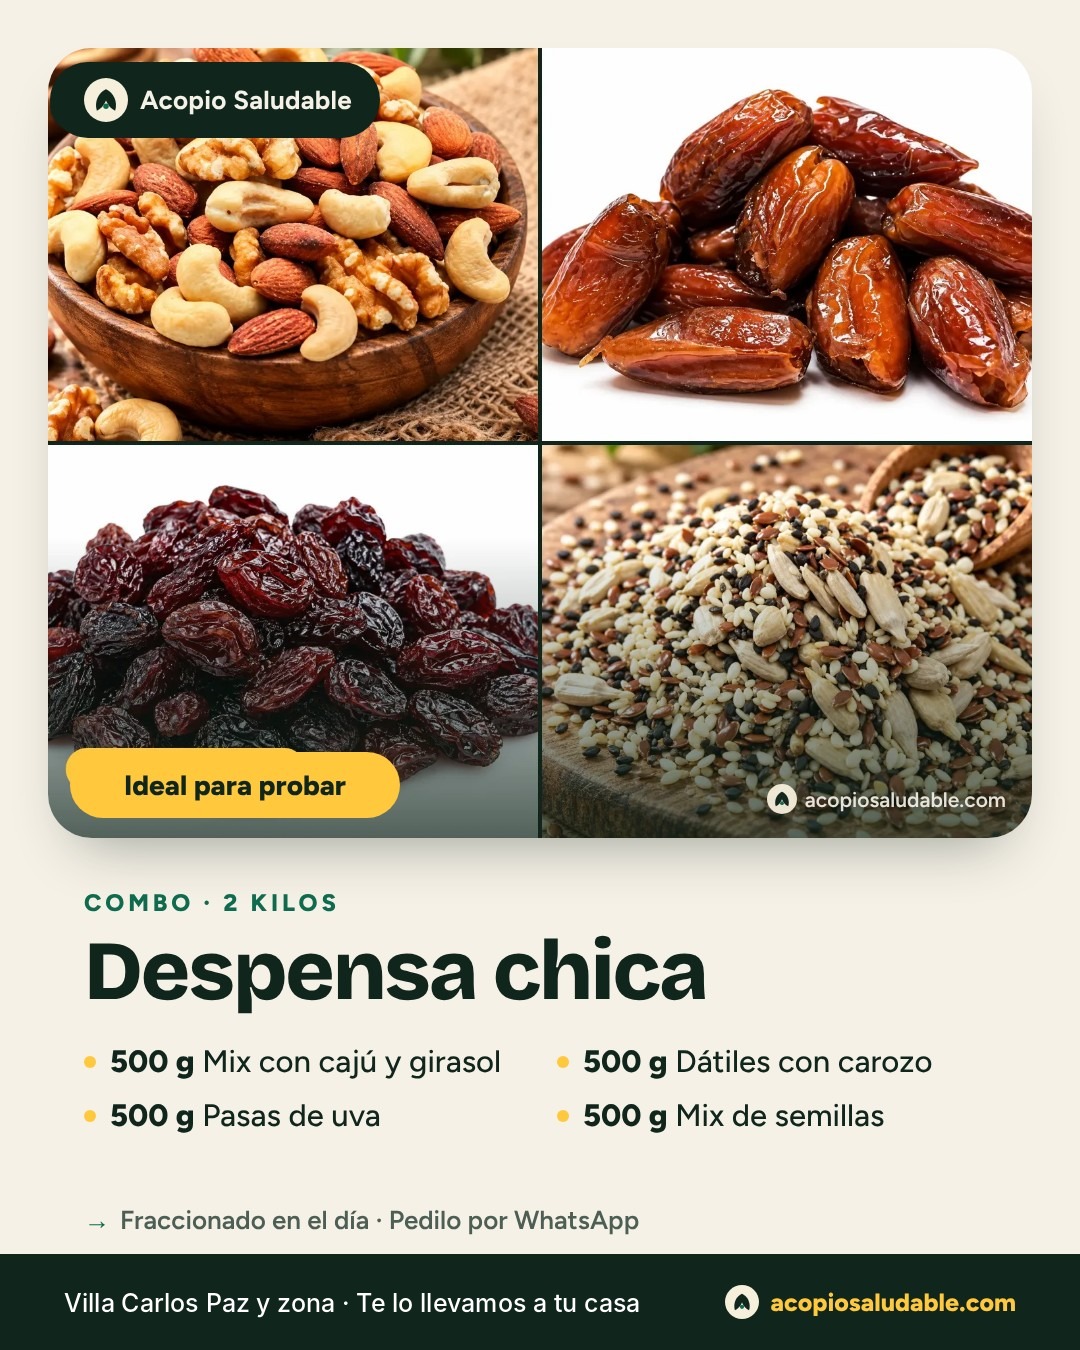 Acopio Saludable
Ideal para probar
acopiosaludable.com
COMBO · 2 KILOS
Despensa chica
500 g Mix con cajú y girasol
500 g Dátiles con carozo
500 g Pasas de uva
500 g Mix de semillas
→ Fraccionado en el día · Pedilo por WhatsApp
Villa Carlos Paz y zona · Te lo llevamos a tu casa
acopiosaludable.com